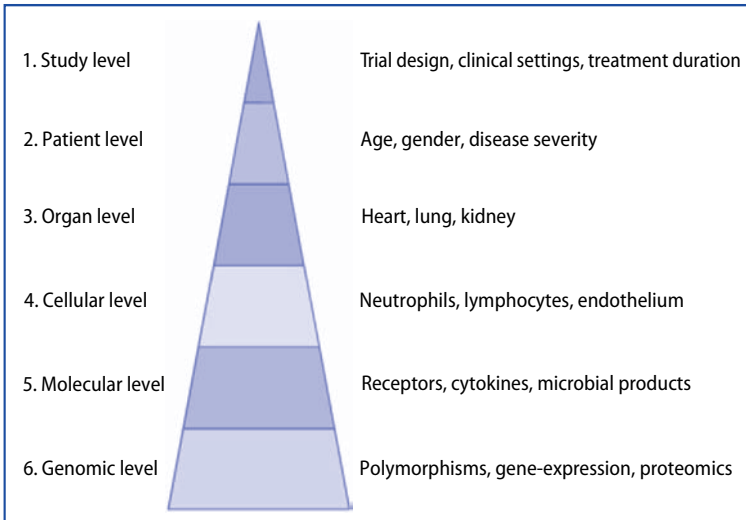 1. Study level Trial design, clinical settings, treatment duration
2. Patient level Age, gender, disease severity
3. Organ level Heart, lung, kidney
4. Cellular level Neutrophils, lymphocytes, endothelium
5. Molecular level Receptors, cytokines, microbial products
6. Genomic level Polymorphisms, gene-expression, proteomics